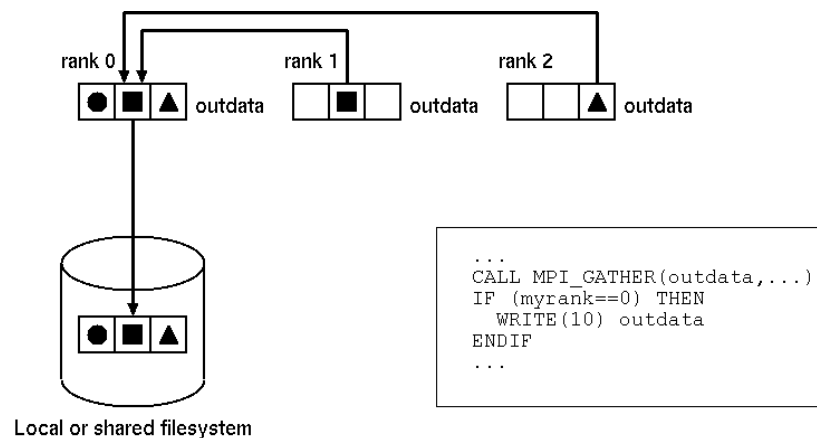 rank 0
rank 1
rank 2
outdata
outdata
outdata
...
CALL MPI_GATHER(outdata,...)
IF (myrank==0) THEN
  WRITE(10) outdata
ENDIF
...
Local or shared filesystem